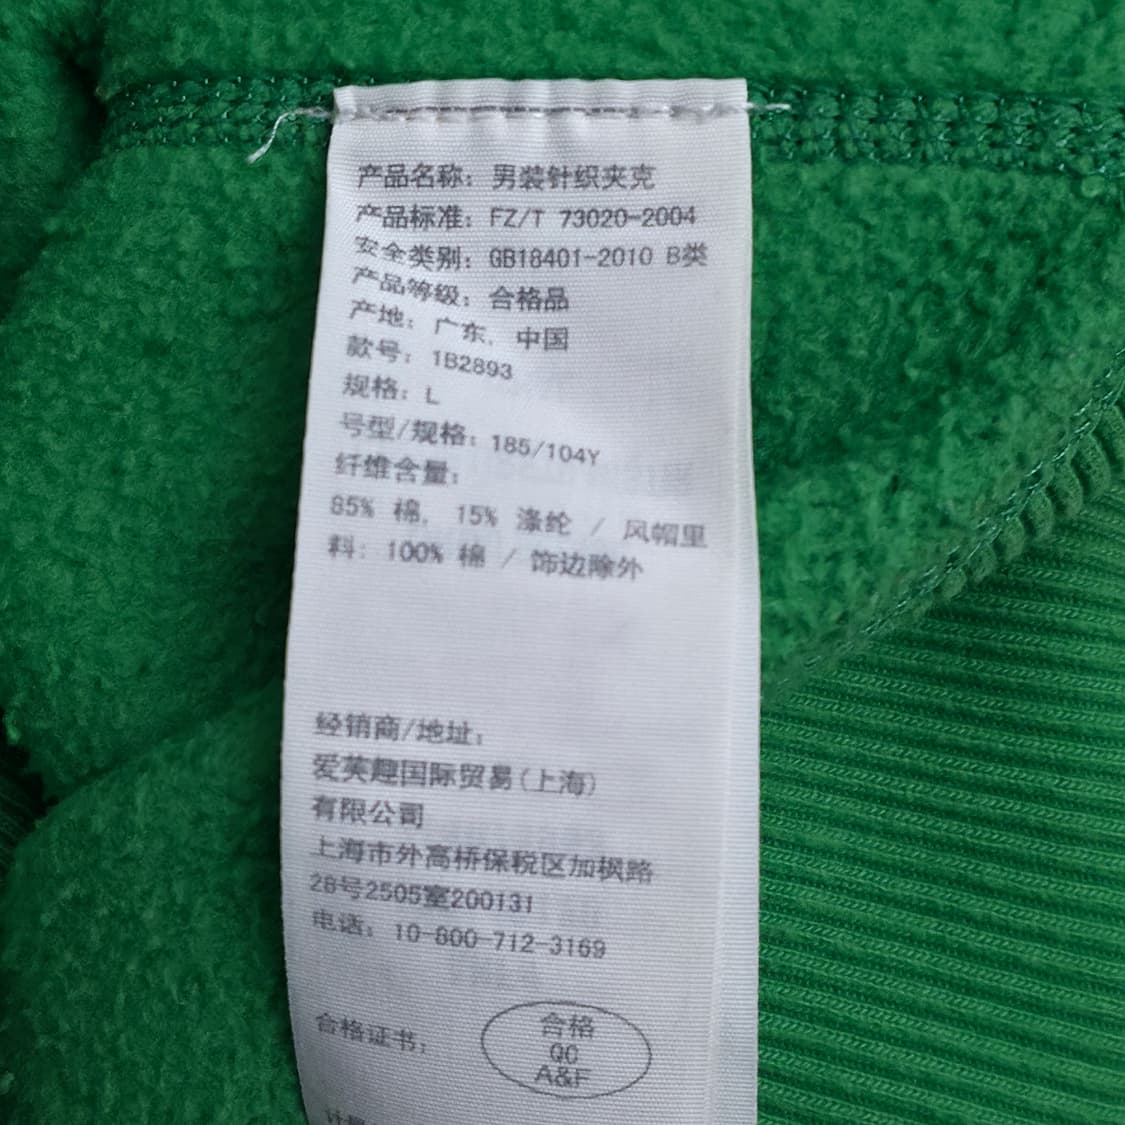 产品名称：男装针织夹克
产品标准：FZ/T 73020-2004
安全类别：GB18401-2010 B类
产品等级：合格品
产地：广东，中国
款号：1B2893
规格：L
号型/规格：185/104Y
纤维含量：
85% 棉，15% 涤纶 / 风帽里
料：100% 棉 / 饰边除外
经销商/地址：
爱芙趣国际贸易(上海)
有限公司
上海市外高桥保税区加枫路
28号2505室200131
电话：10-800-712-3169
合格证书：
合格
QC
A&F